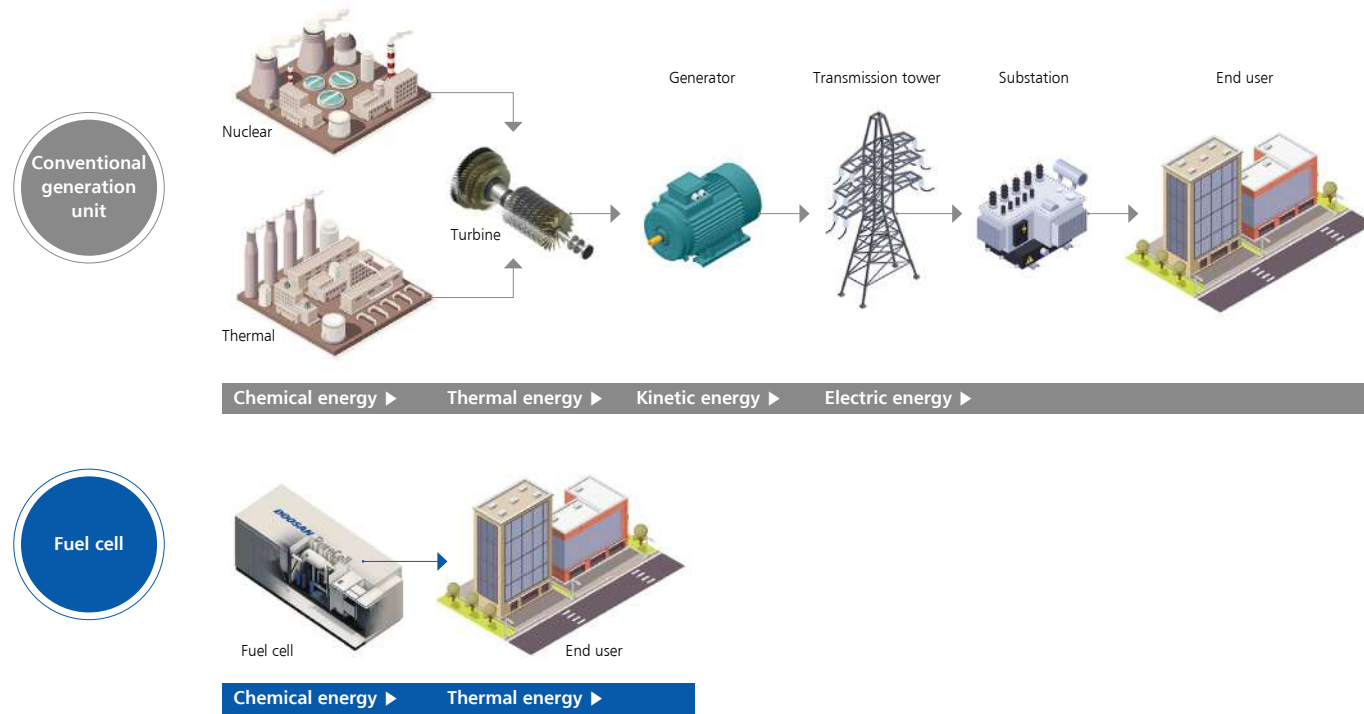 Generator
Transmission tower
Substation
End user
Nuclear
Conventional
generation
unit
Turbine
Thermal
Chemical energy ▶
Thermal energy ▶
Kinetic energy ▶
Electric energy ▶
Fuel cell
DOOSAN
PureCell
Fuel cell
End user
Chemical energy ▶
Thermal energy ▶